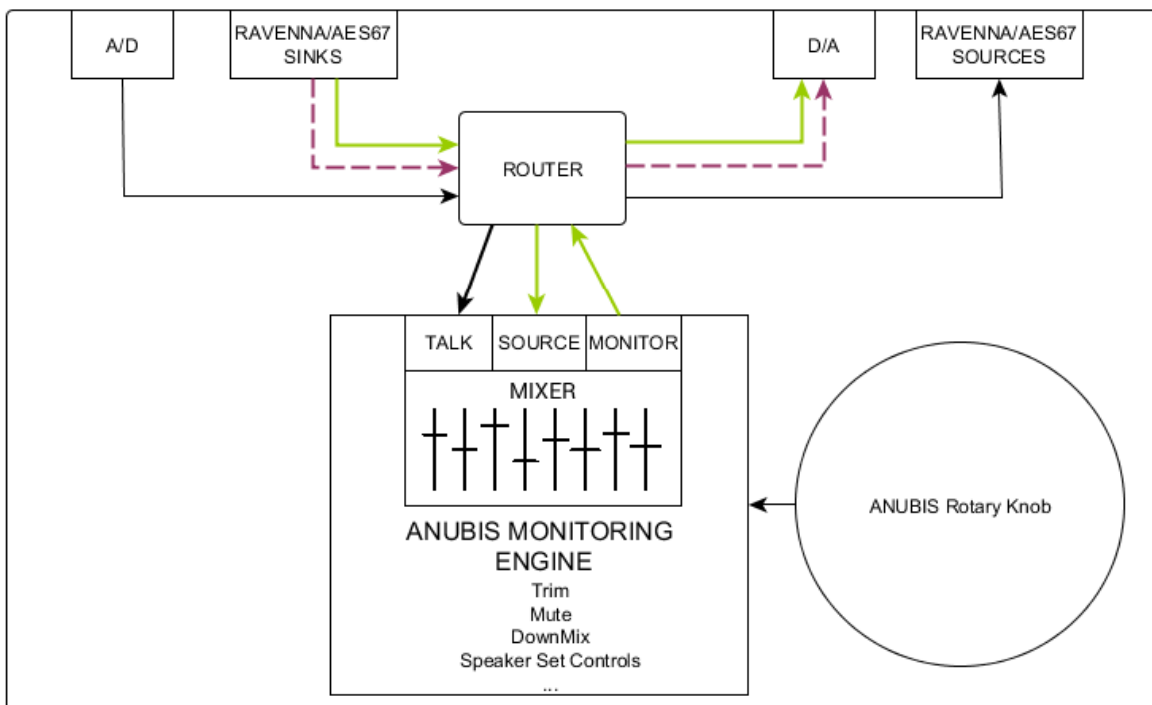 A/D
RAVENNA/AES67
SINKS
D/A
RAVENNA/AES67
SOURCES
ROUTER
TALK
SOURCE
MONITOR
MIXER
ANUBIS MONITORING
ENGINE
Trim
Mute
DownMix
Speaker Set Controls
...
ANUBIS Rotary Knob